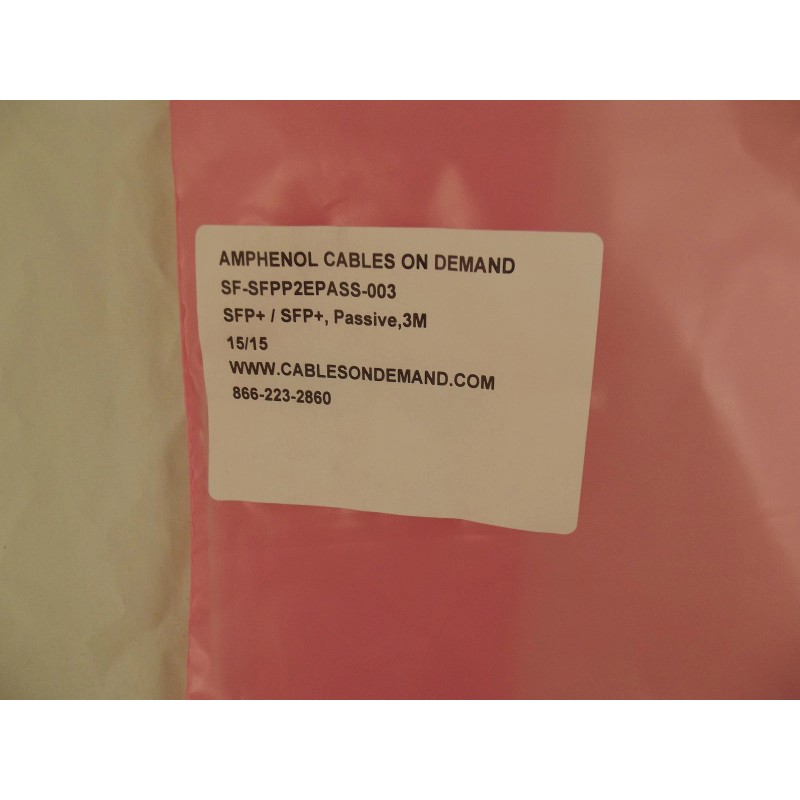 AMPHENOL CABLES ON DEMAND
SF-SFPP2EPASS-003
SFP+ / SFP+, Passive,3M
15/15
WWW.CABLESONDEMAND.COM
866-223-2860